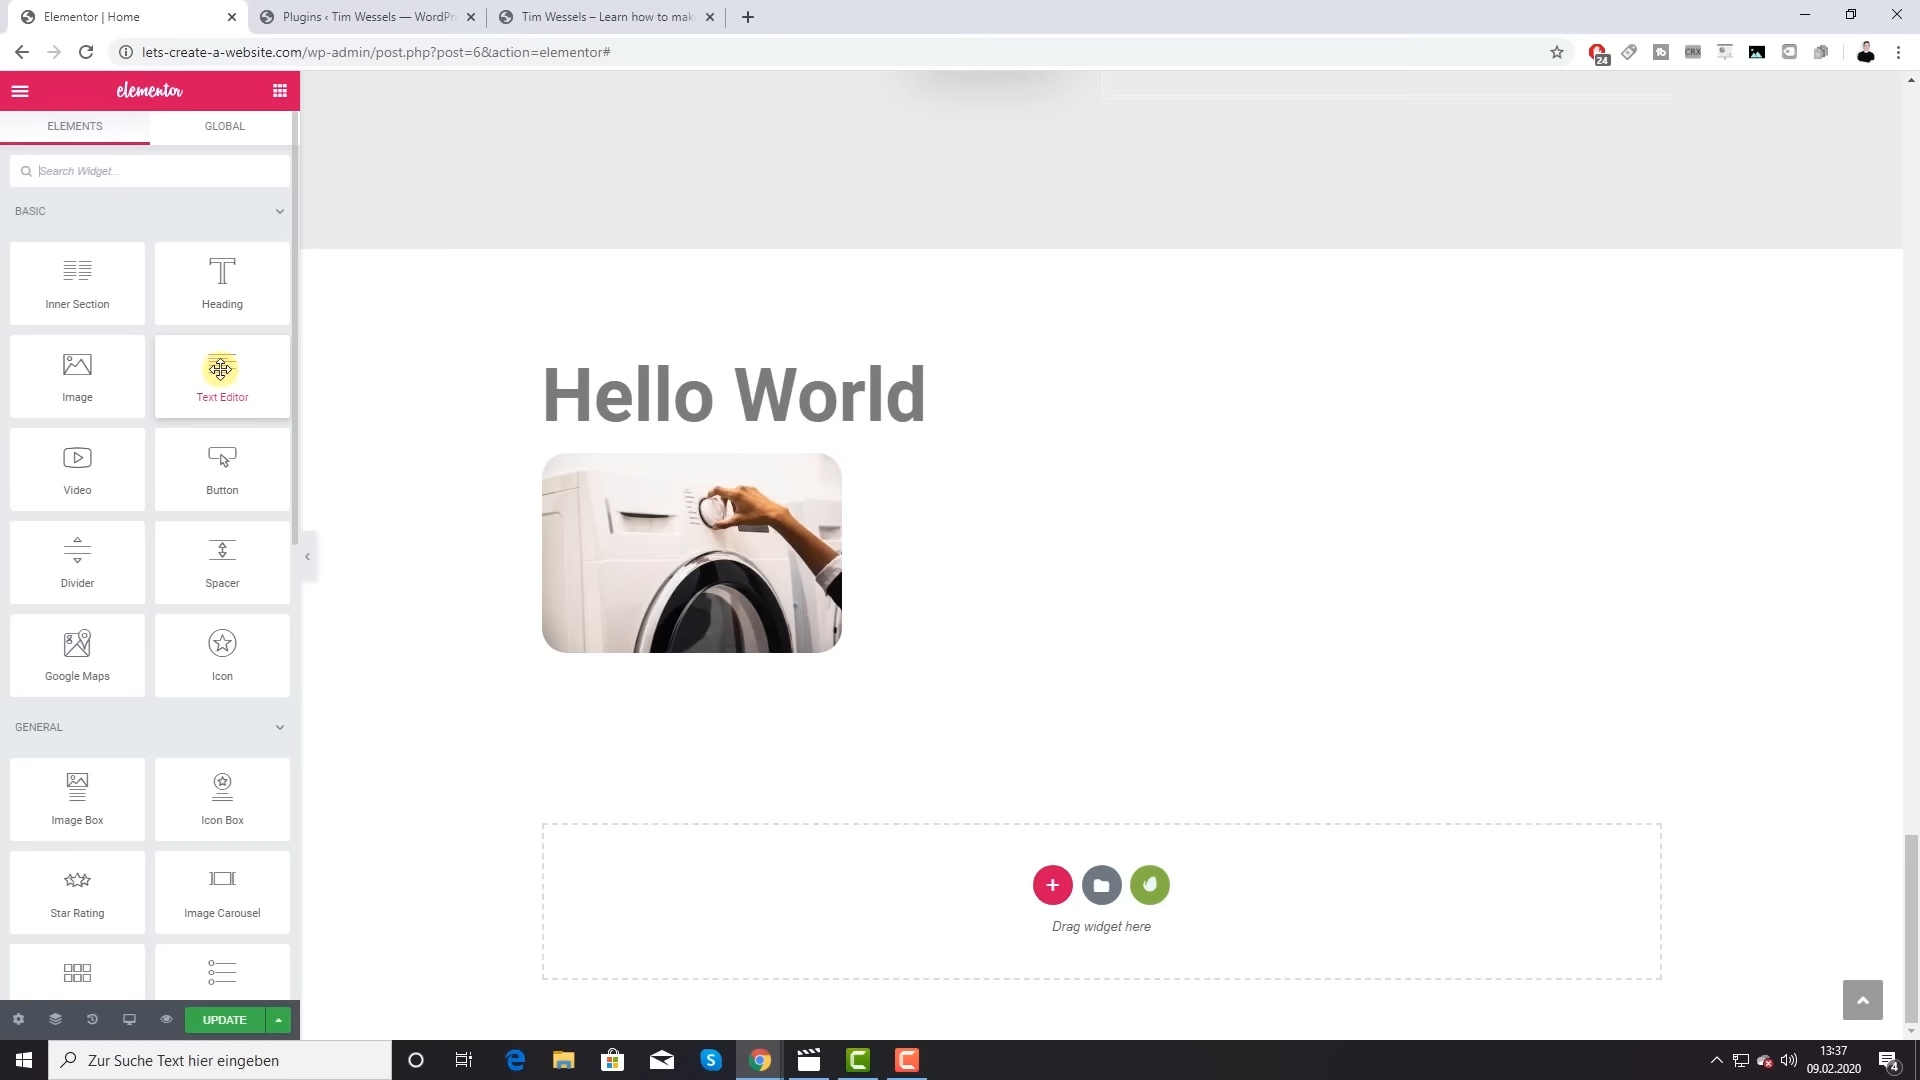 Elementor | Home
Plugins ‹ Tim Wessels — WordPr
Tim Wessels – Learn how to mak
lets-create-a-website.com/wp-admin/post.php?post=6&action=elementor#
24
CRX
elementor
ELEMENTS
GLOBAL
Search Widget...
BASIC
Inner Section
Heading
Image
Text Editor
Video
Button
Divider
Spacer
Google Maps
Icon
GENERAL
Image Box
Icon Box
Star Rating
Image Carousel
UPDATE
Hello World
Drag widget here
Zur Suche Text hier eingeben
13:37
09.02.2020
4